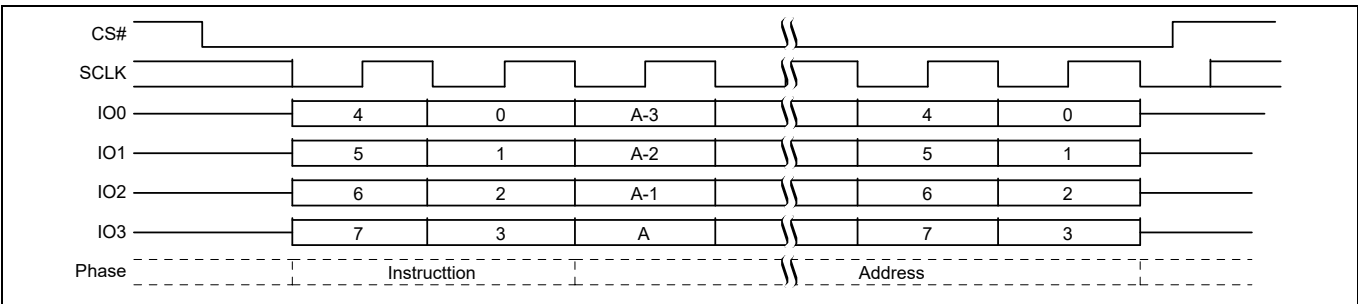 CS#
SCLK
IO0 4 0 A-3 4 0
IO1 5 1 A-2 5 1
IO2 6 2 A-1 6 2
IO3 7 3 A 7 3
Phase Instructtion Address